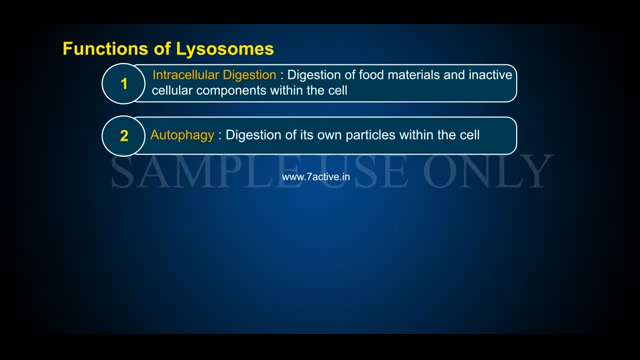 Functions of Lysosomes
1
Intracellular Digestion : Digestion of food materials and inactive
cellular components within the cell
2
Autophagy : Digestion of its own particles within the cell
SAMPLE USE ONLY
www.7active.in